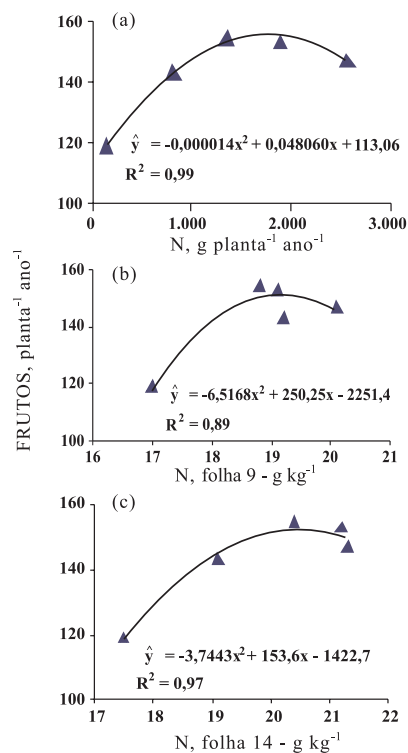 FRUTOS, planta⁻¹ ano⁻¹
(a)
160
140
120
100
ŷ = -0,000014x² + 0,048060x + 113,06
R² = 0,99
0 1.000 2.000 3.000
N, g planta⁻¹ ano⁻¹
(b)
160
140
120
100
ŷ = -6,5168x² + 250,25x - 2251,4
R² = 0,89
16 17 18 19 20 21
N, folha 9 - g kg⁻¹
(c)
160
140
120
100
ŷ = -3,7443x² + 153,6x - 1422,7
R² = 0,97
17 18 19 20 21 22
N, folha 14 - g kg⁻¹